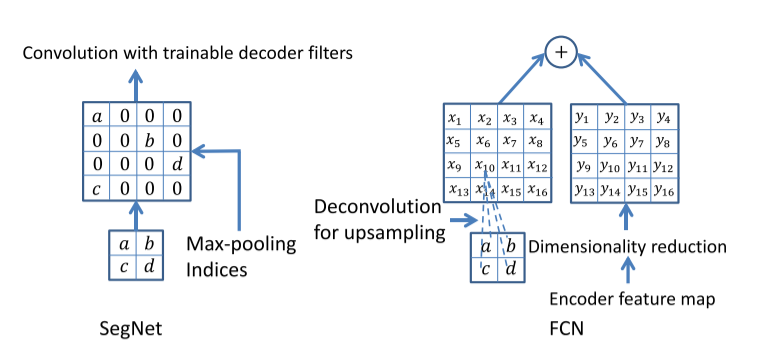 Convolution with trainable decoder filters
a 0 0 0
0 0 b 0
0 0 0 d
c 0 0 0
a b
c d
Max-pooling
Indices
SegNet
+
x₁ x₂ x₃ x₄
x₅ x₆ x₇ x₈
x₉ x₁₀ x₁₁ x₁₂
x₁₃ x₁₄ x₁₅ x₁₆
y₁ y₂ y₃ y₄
y₅ y₆ y₇ y₈
y₉ y₁₀ y₁₁ y₁₂
y₁₃ y₁₄ y₁₅ y₁₆
Deconvolution
for upsampling
a b
c d
Dimensionality reduction
Encoder feature map
FCN